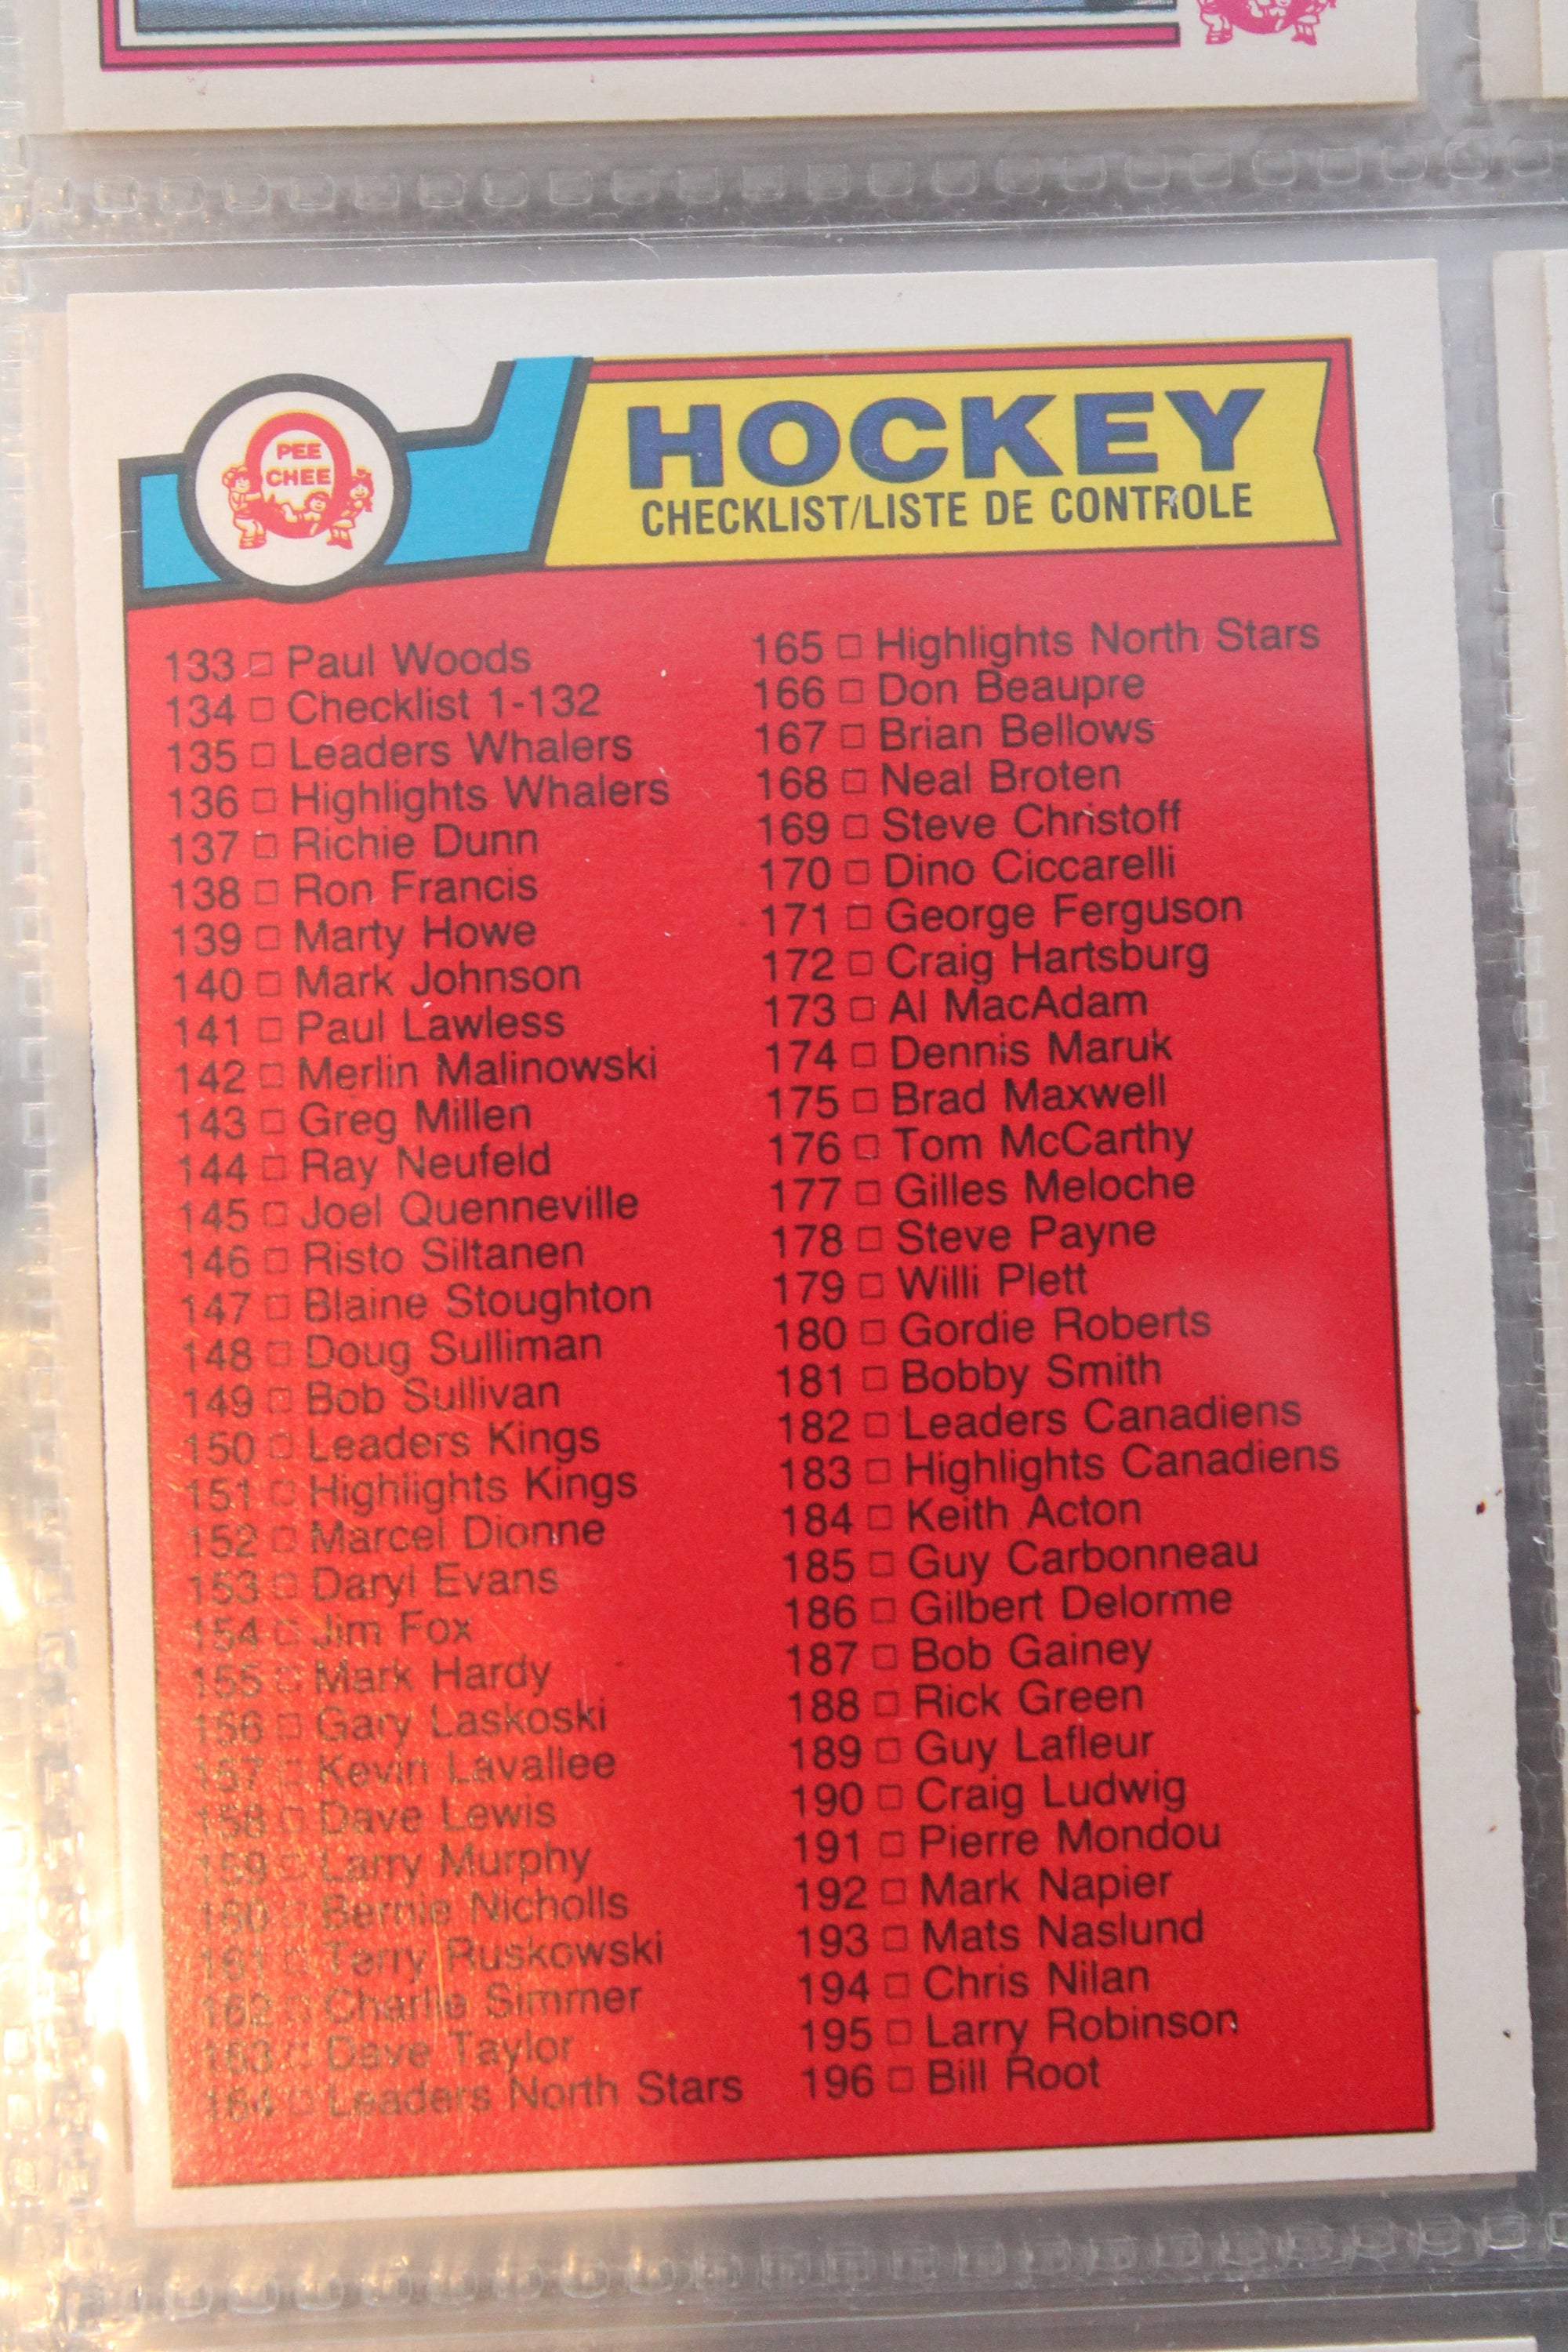 PEE
CHEE
HOCKEY
CHECKLIST/LISTE DE CONTROLE
133 □ Paul Woods
134 □ Checklist 1-132
135 □ Leaders Whalers
136 □ Highlights Whalers
137 □ Richie Dunn
138 □ Ron Francis
139 □ Marty Howe
140 □ Mark Johnson
141 □ Paul Lawless
142 □ Merlin Malinowski
143 □ Greg Millen
144 □ Ray Neufeld
145 □ Joel Quenneville
146 □ Risto Siltanen
147 □ Blaine Stoughton
148 □ Doug Sulliman
149 □ Bob Sullivan
150 □ Leaders Kings
151 □ Highlights Kings
152 □ Marcel Dionne
153 □ Daryl Evans
154 □ Jim Fox
155 □ Mark Hardy
156 □ Gary Laskoski
157 □ Kevin Lavallee
158 □ Dave Lewis
159 □ Larry Murphy
160 □ Bernie Nicholls
161 □ Terry Ruskowski
162 □ Charlie Simmer
163 □ Dave Taylor
164 □ Leaders North Stars
165 □ Highlights North Stars
166 □ Don Beaupre
167 □ Brian Bellows
168 □ Neal Broten
169 □ Steve Christoff
170 □ Dino Ciccarelli
171 □ George Ferguson
172 □ Craig Hartsburg
173 □ Al MacAdam
174 □ Dennis Maruk
175 □ Brad Maxwell
176 □ Tom McCarthy
177 □ Gilles Meloche
178 □ Steve Payne
179 □ Willi Plett
180 □ Gordie Roberts
181 □ Bobby Smith
182 □ Leaders Canadiens
183 □ Highlights Canadiens
184 □ Keith Acton
185 □ Guy Carbonneau
186 □ Gilbert Delorme
187 □ Bob Gainey
188 □ Rick Green
189 □ Guy Lafleur
190 □ Craig Ludwig
191 □ Pierre Mondou
192 □ Mark Napier
193 □ Mats Naslund
194 □ Chris Nilan
195 □ Larry Robinson
196 □ Bill Root